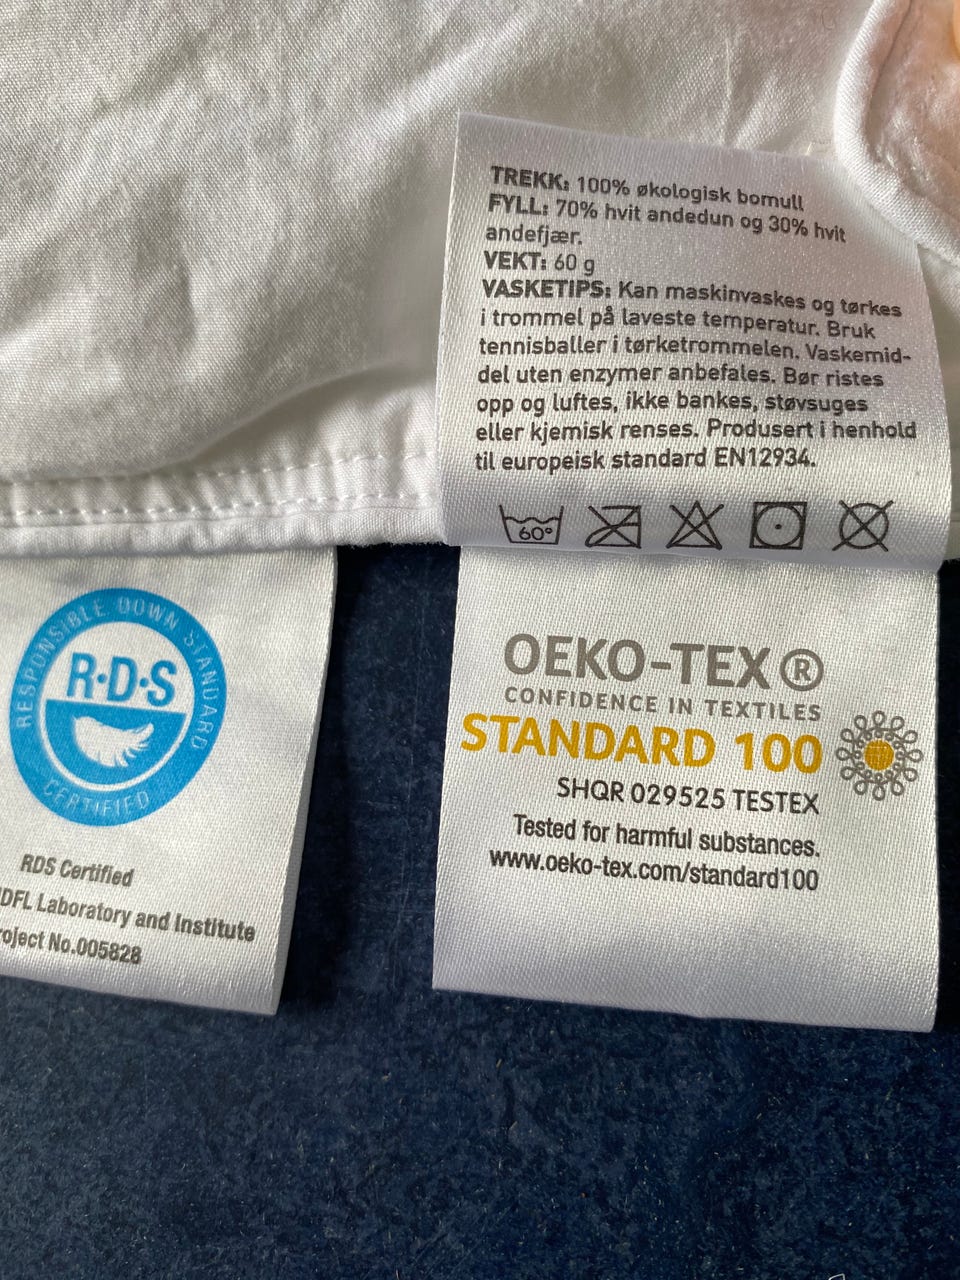 TREKK: 100% økologisk bomull
FYLL: 70% hvit andedun og 30% hvit
andefjær.
VEKT: 60 g
VASKETIPS: Kan maskinvaskes og tørkes
i trommel på laveste temperatur. Bruk
tennisballer i tørketrommelen. Vaskemid-
del uten enzymer anbefales. Bør ristes
opp og luftes, ikke bankes, støvsuges
eller kjemisk renses. Produsert i henhold
til europeisk standard EN12934.
60°
RESPONSIBLE DOWN STANDARD
R·D·S
CERTIFIED
RDS Certified
IDFL Laboratory and Institute
roject No.005828
OEKO-TEX®
CONFIDENCE IN TEXTILES
STANDARD 100
SHQR 029525 TESTEX
Tested for harmful substances.
www.oeko-tex.com/standard100